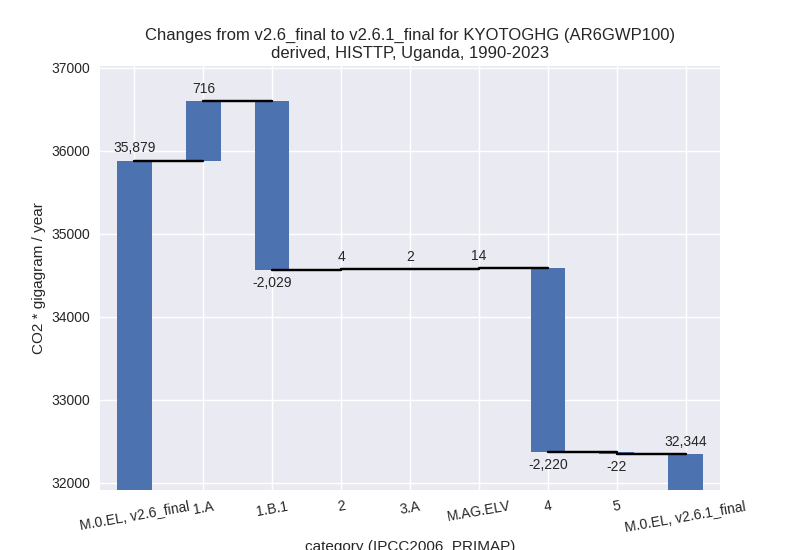 Changes from v2.6_final to v2.6.1_final for KYOTOGHG (AR6GWP100)
derived, HISTTP, Uganda, 1990-2023
37000
36000
35000
34000
33000
32000
CO2 * gigagram / year
35,879
716
-2,029
4
2
14
-2,220
-22
32,344
M.0.EL, v2.6_final
1.A
1.B.1
2
3.A
M.AG.ELV
4
5
M.0.EL, v2.6.1_final
category (IPCC2006_PRIMAP)